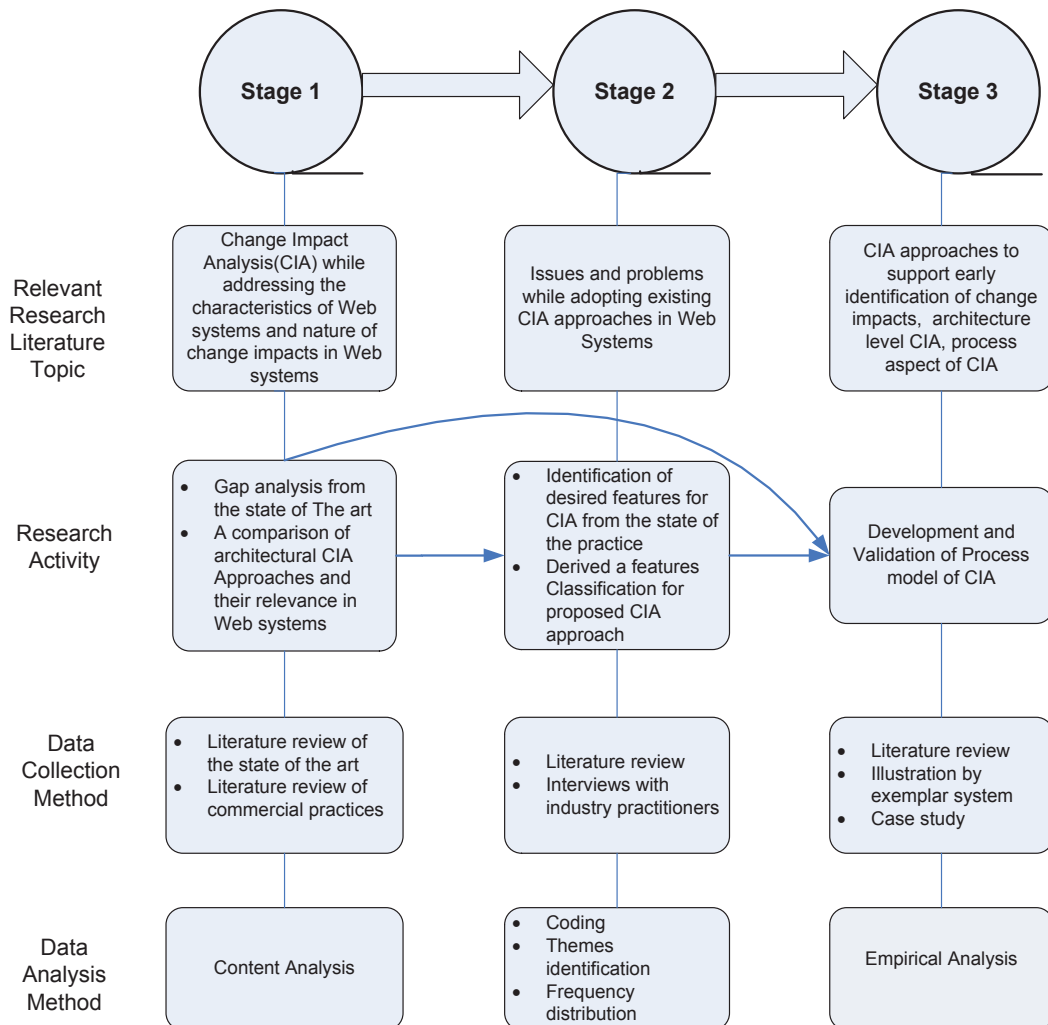 Stage 1
Stage 2
Stage 3
Relevant
Research
Literature
Topic
Change Impact
Analysis(CIA) while
addressing the
characteristics of Web
systems and nature of
change impacts in Web
systems
Issues and problems
while adopting existing
CIA approaches in Web
Systems
CIA approaches to
support early
identification of change
impacts, architecture
level CIA, process
aspect of CIA
Research
Activity
• Gap analysis from
the state of The art
• A comparison of
architectural CIA
Approaches and
their relevance in
Web systems
• Identification of
desired features for
CIA from the state of
the practice
• Derived a features
Classification for
proposed CIA
approach
Development and
Validation of Process
model of CIA
Data
Collection
Method
• Literature review of
the state of the art
• Literature review of
commercial practices
• Literature review
• Interviews with
industry practitioners
• Literature review
• Illustration by
exemplar system
• Case study
Data
Analysis
Method
Content Analysis
• Coding
• Themes
identification
• Frequency
distribution
Empirical Analysis